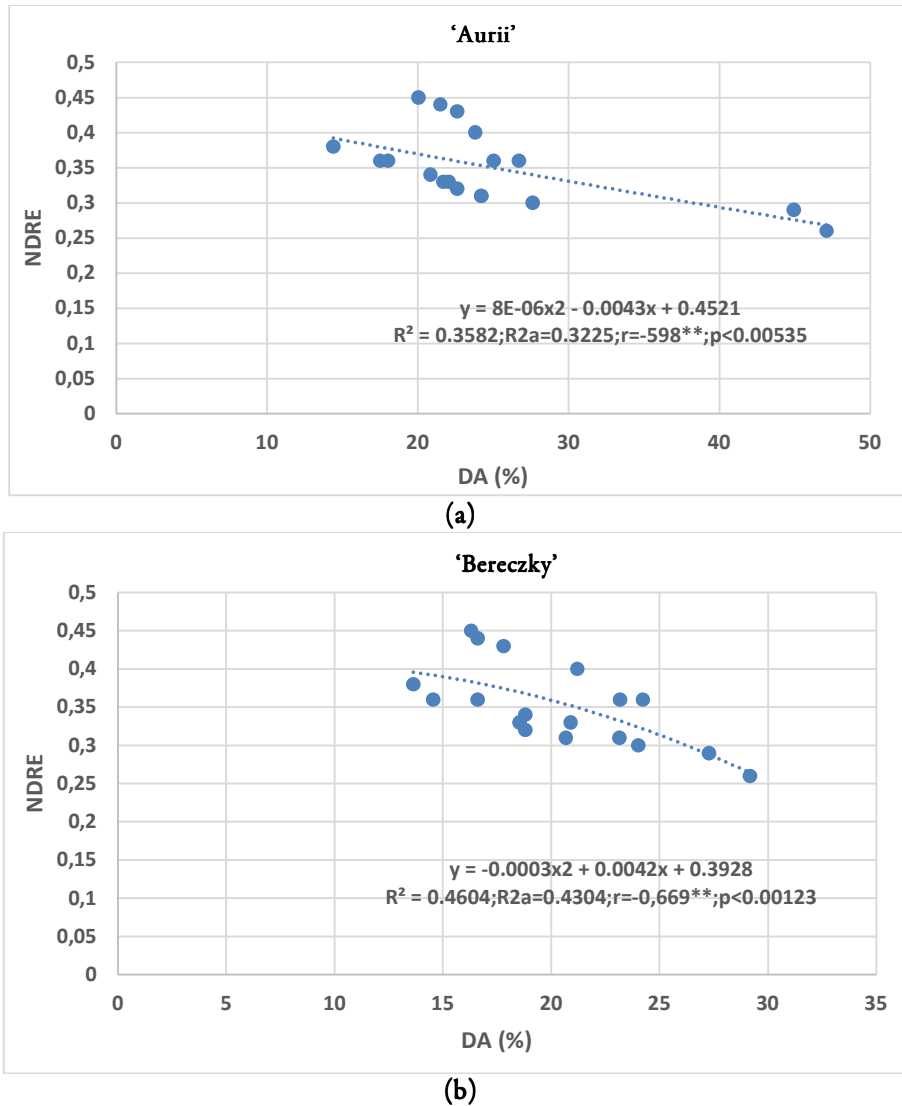 ‘Aurii’
0,5
0,45
0,4
0,35
0,3
0,25
0,2
0,15
0,1
0,05
0
NDRE
y = 8E-06x2 - 0.0043x + 0.4521
R² = 0.3582;R2a=0.3225;r=-598**;p<0.00535
0 10 20 30 40 50
DA (%)
(a)
‘Bereczky’
0,5
0,45
0,4
0,35
0,3
0,25
0,2
0,15
0,1
0,05
0
NDRE
y = -0.0003x2 + 0.0042x + 0.3928
R² = 0.4604;R2a=0.4304;r=-0,669**;p<0.00123
0 5 10 15 20 25 30 35
DA (%)
(b)